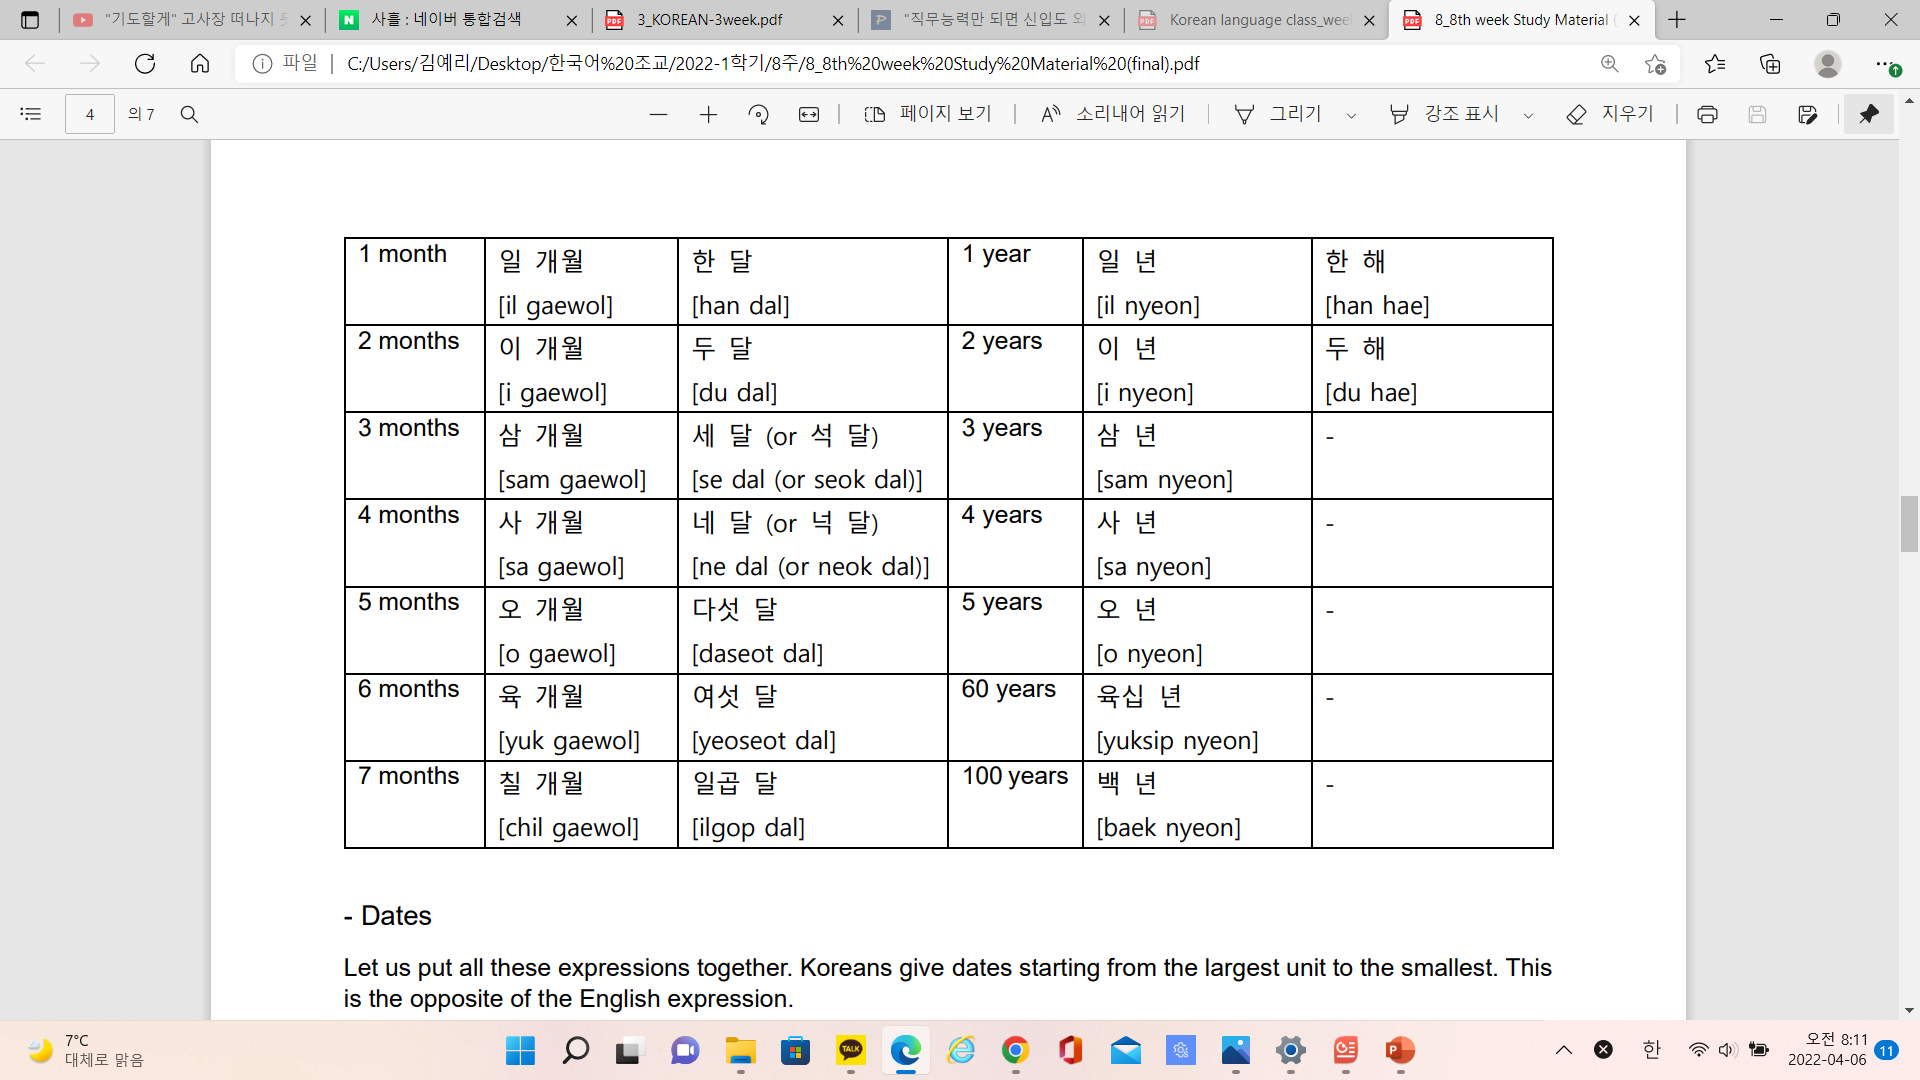 "기도할게" 고사장 떠나지
사흘 : 네이버 통합검색
3_KOREAN-3week.pdf
"직무능력만 되면 신입도 외
Korean language class_wee
8_8th week Study Material (
파일
C:/Users/김예리/Desktop/한국어%20조교/2022-1학기/8주/8_8th%20week%20Study%20Material%20(final).pdf
4 의 7
페이지 보기
소리내어 읽기
그리기
강조 표시
지우기
1 month 일 개월 한 달 1 year 일 년 한 해
[il gaewol] [han dal] [il nyeon] [han hae]
2 months 이 개월 두 달 2 years 이 년 두 해
[i gaewol] [du dal] [i nyeon] [du hae]
3 months 삼 개월 세 달 (or 석 달) 3 years 삼 년 -
[sam gaewol] [se dal (or seok dal)] [sam nyeon]
4 months 사 개월 네 달 (or 넉 달) 4 years 사 년 -
[sa gaewol] [ne dal (or neok dal)] [sa nyeon]
5 months 오 개월 다섯 달 5 years 오 년 -
[o gaewol] [daseot dal] [o nyeon]
6 months 육 개월 여섯 달 60 years 육십 년 -
[yuk gaewol] [yeoseot dal] [yuksip nyeon]
7 months 칠 개월 일곱 달 100 years 백 년 -
[chil gaewol] [ilgop dal] [baek nyeon]
- Dates
Let us put all these expressions together. Koreans give dates starting from the largest unit to the smallest. This
is the opposite of the English expression.
7°C
대체로 맑음
TALK
한
오전 8:11
2022-04-06
11